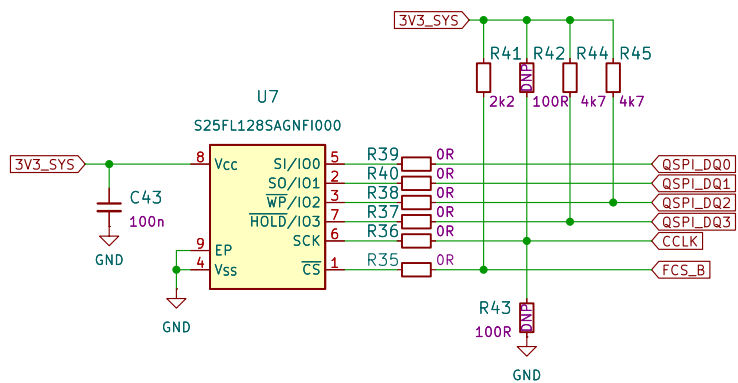 3V3_SYS
R41
R42
R44
R45
DNP
2k2
100R
4k7
4k7
U7
S25FL128SAGNFI000
3V3_SYS
8
Vcc
SI/IO0
5
R39
0R
QSPI_DQ0
SO/IO1
2
R40
0R
QSPI_DQ1
C43
100n
WP/IO2
3
R38
0R
QSPI_DQ2
HOLD/IO3
7
R37
0R
QSPI_DQ3
GND
9
EP
SCK
6
R36
0R
CCLK
4
Vss
CS
1
R35
0R
FCS_B
GND
R43
DNP
100R
GND